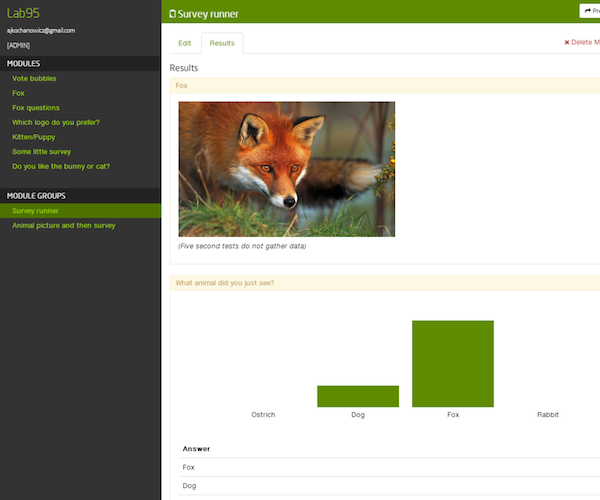 Lab95
ajkochanowicz@gmail.com
[ADMIN]
MODULES
Vote bubbles
Fox
Fox questions
Which logo do you prefer?
Kitten/Puppy
Some little survey
Do you like the bunny or cat?
MODULE GROUPS
Survey runner
Animal picture and then survey
Survey runner
Edit
Results
Delete M
Results
Fox
(Five second tests do not gather data)
What animal did you just see?
Ostrich
Dog
Fox
Rabbit
Answer
Fox
Dog